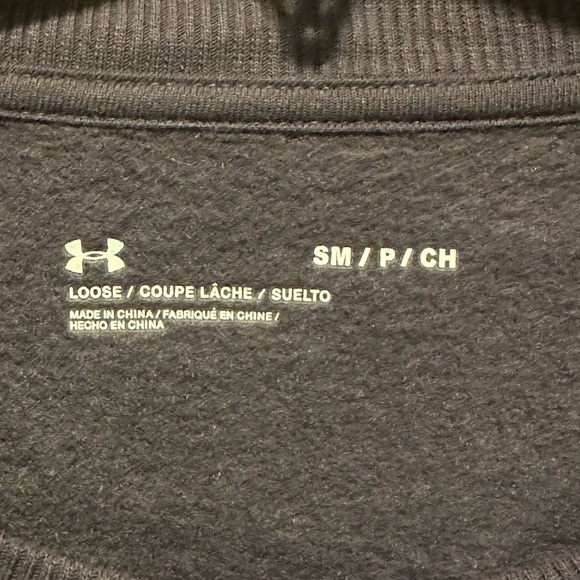 SM / P / CH
LOOSE / COUPE LÂCHE / SUELTO
MADE IN CHINA / FABRIQUÉ EN CHINE /
HECHO EN CHINA